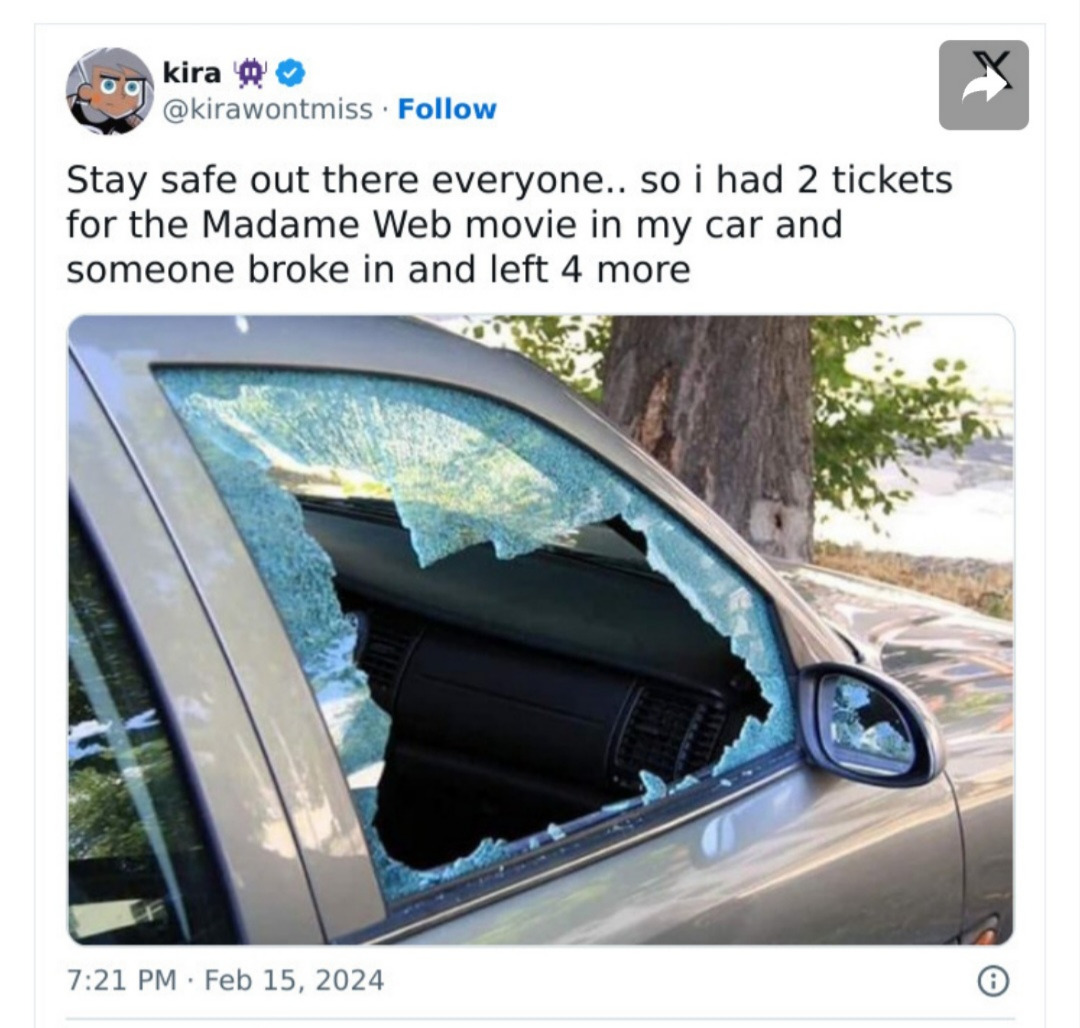 kira 👾
@kirawontmiss · Follow
Stay safe out there everyone.. so i had 2 tickets
for the Madame Web movie in my car and
someone broke in and left 4 more
7:21 PM · Feb 15, 2024